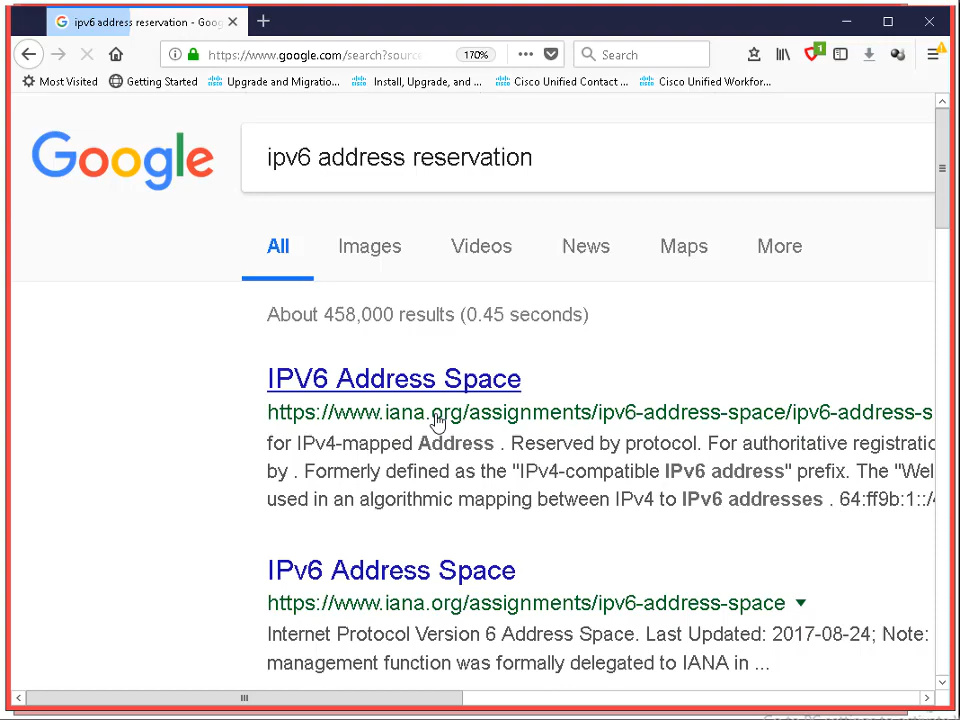 ipv6 address reservation - Goog
https://www.google.com/search?sourc
170%
Search
1
Most Visited
Getting Started
Upgrade and Migratio...
Install, Upgrade, and ...
Cisco Unified Contact ...
Cisco Unified Workfor...
Google
ipv6 address reservation
All
Images
Videos
News
Maps
More
About 458,000 results (0.45 seconds)
IPV6 Address Space
https://www.iana.org/assignments/ipv6-address-space/ipv6-address-s
for IPv4-mapped Address . Reserved by protocol. For authoritative registratio
by . Formerly defined as the "IPv4-compatible IPv6 address" prefix. The "Wel
used in an algorithmic mapping between IPv4 to IPv6 addresses . 64:ff9b:1::/4
IPv6 Address Space
https://www.iana.org/assignments/ipv6-address-space
Internet Protocol Version 6 Address Space. Last Updated: 2017-08-24; Note:
management function was formally delegated to IANA in ...